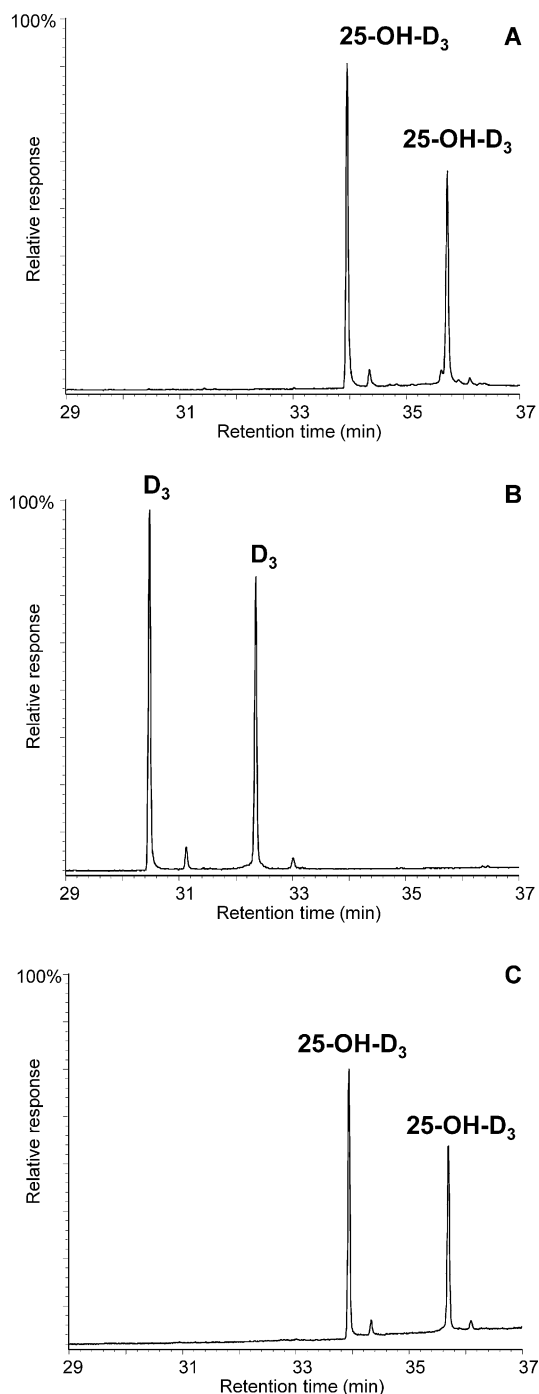 25-OH-D3
A
100%
25-OH-D3
Relative response
29 31 33 35 37
Retention time (min)
D3
B
100%
D3
Relative response
29 31 33 35 37
Retention time (min)
C
100%
25-OH-D3
25-OH-D3
Relative response
29 31 33 35 37
Retention time (min)